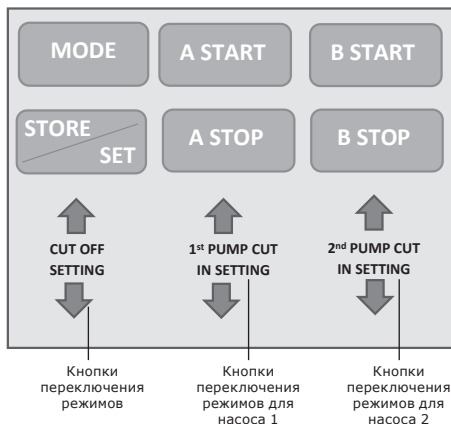 MODE
A START
B START
STORE
SET
A STOP
B STOP
CUT OFF
SETTING
1st PUMP CUT
IN SETTING
2nd PUMP CUT
IN SETTING
Кнопки
переключения
режимов
Кнопки
переключения
режимов для
насоса 1
Кнопки
переключения
режимов для
насоса 2